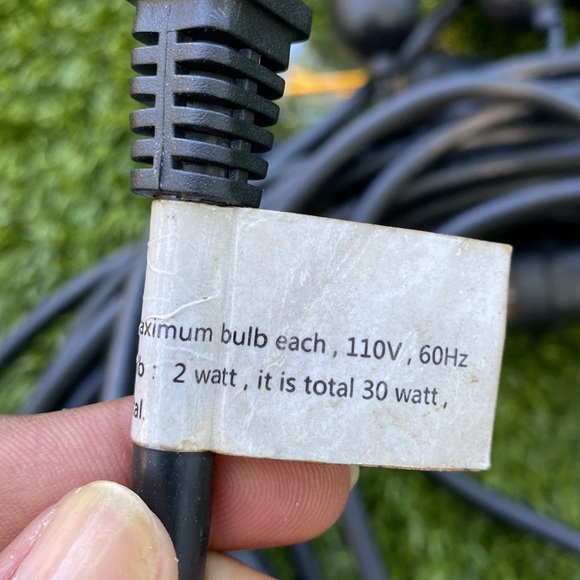 aximum bulb each , 110V , 60Hz
b : 2 watt , it is total 30 watt ,
al.